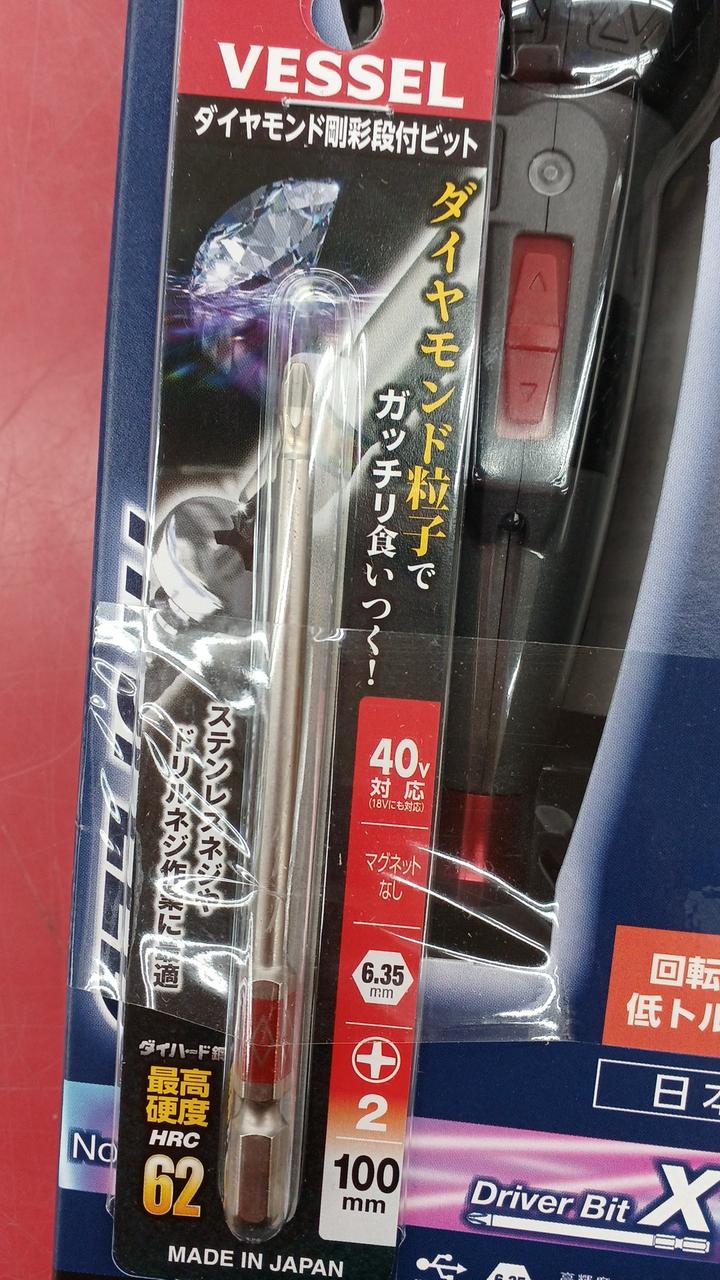 VESSEL
ダイヤモンド剛彩段付ビット
ダイヤモンド粒子で
ガッチリ食いつく!
ステンレスネジや
ドリルネジ作業に 適
40V
対応
(18Vにも対応)
マグネット
なし
6.35
mm
2
100
mm
ダイハード鋼
最高
硬度
HRC
62
MADE IN JAPAN
No
回転
低トル
日本
Driver Bit X